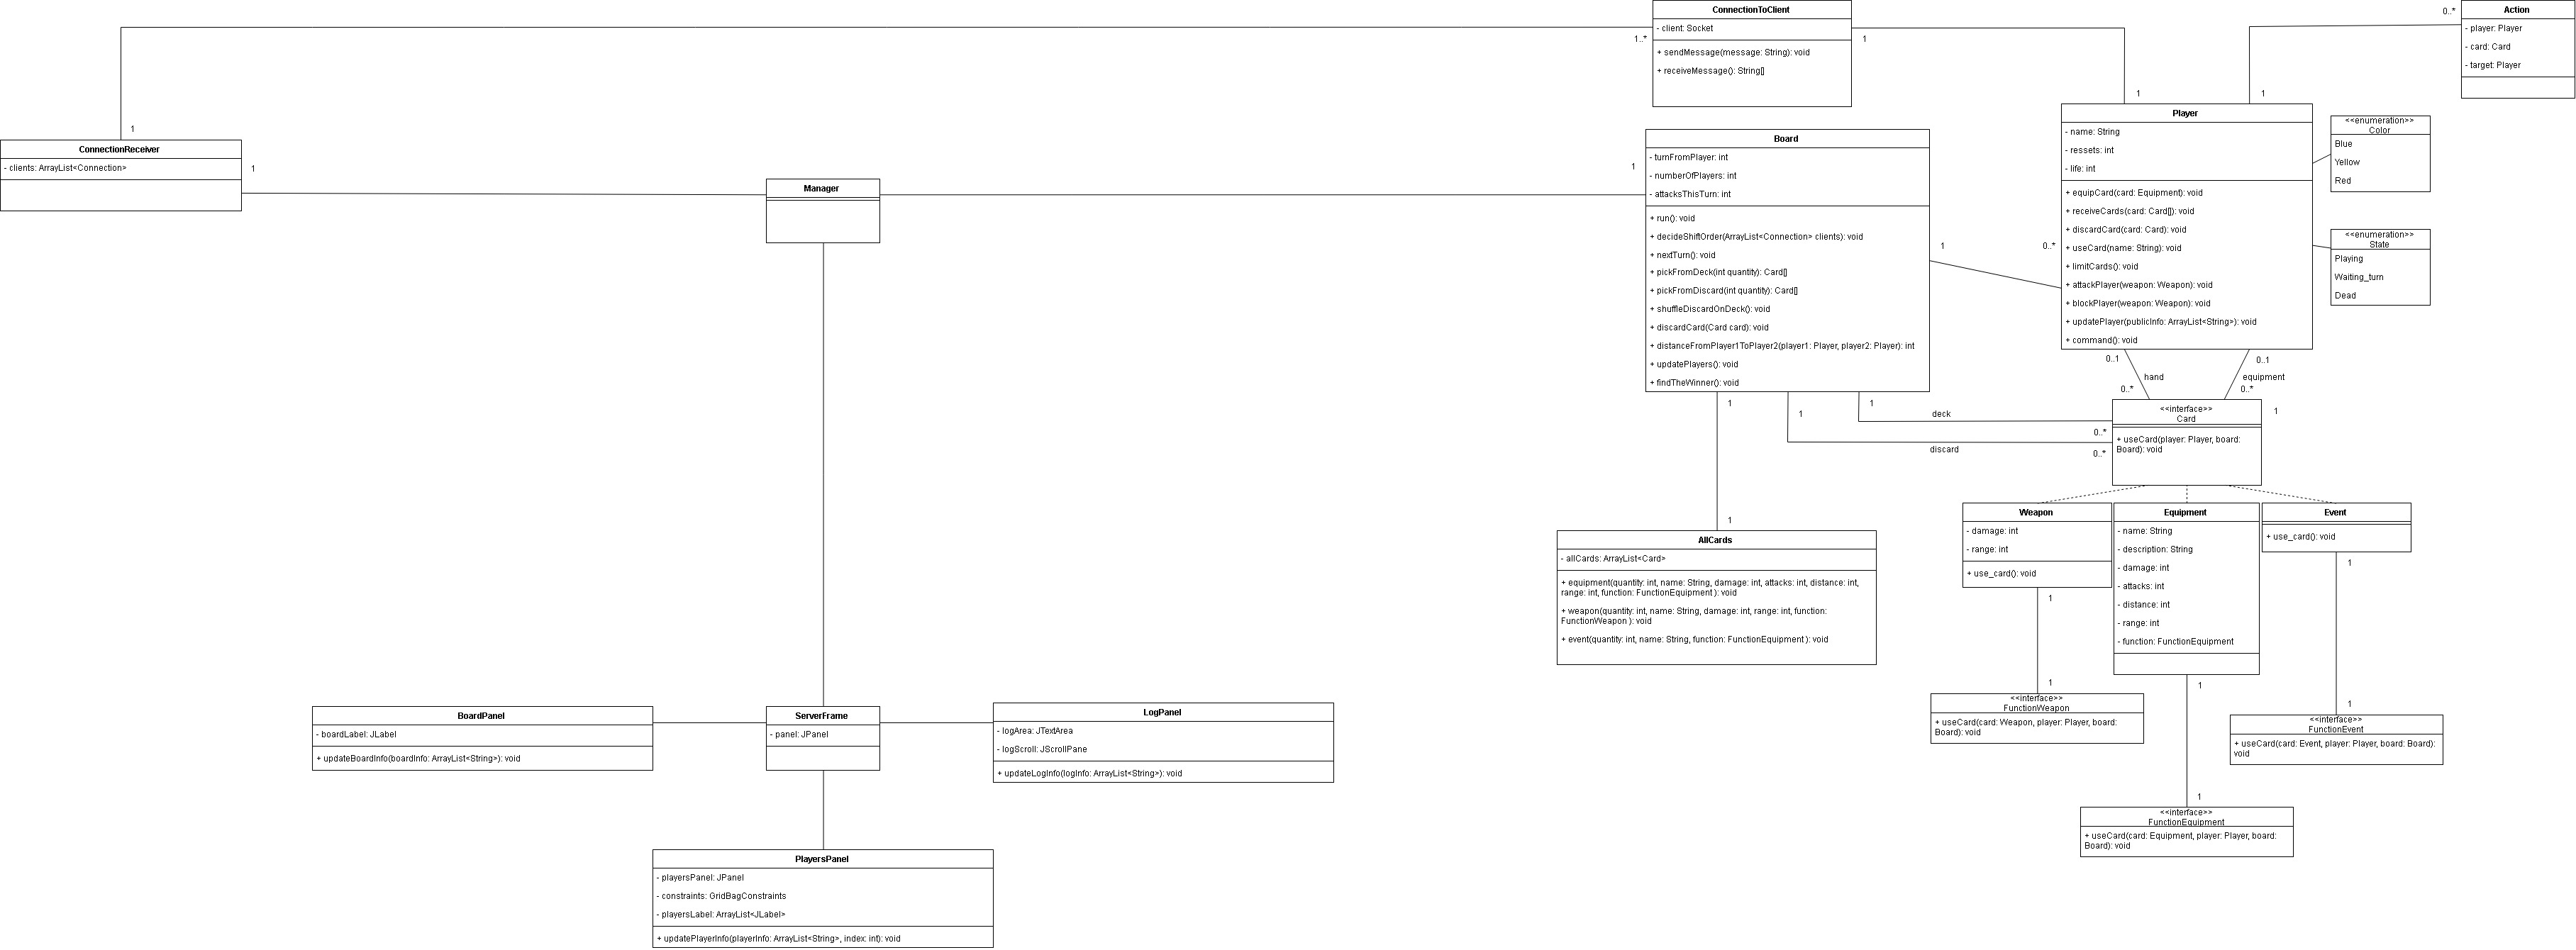 ConnectionToClient
- client: Socket
+ sendMessage(message: String): void
+ receiveMessage(): String[]
1..*
1
1
Action
- player: Player
- card: Card
- target: Player
0..*
1
ConnectionReceiver
- clients: ArrayList<Connection>
1
1
Manager
1
Board
- turnFromPlayer: int
- numberOfPlayers: int
- attacksThisTurn: int
+ run(): void
+ decideShiftOrder(ArrayList<Connection> clients): void
+ nextTurn(): void
+ pickFromDeck(int quantity): Card[]
+ pickFromDiscard(int quantity): Card[]
+ shuffleDiscardOnDeck(): void
+ discardCard(Card card): void
+ distanceFromPlayer1ToPlayer2(player1: Player, player2: Player): int
+ updatePlayers(): void
+ findTheWinner(): void
1
0..*
Player
- name: String
- ressets: int
- life: int
+ equipCard(card: Equipment): void
+ receiveCards(card: Card[]): void
+ discardCard(card: Card): void
+ useCard(name: String): void
+ limitCards(): void
+ attackPlayer(weapon: Weapon): void
+ blockPlayer(weapon: Weapon): void
+ updatePlayer(publicInfo: ArrayList<String>): void
+ command(): void
<<enumeration>>
Color
Blue
Yellow
Red
<<enumeration>>
State
Playing
Waiting_turn
Dead
0..1
hand
0..*
0..1
equipment
0..*
<<interface>>
Card
+ useCard(player: Player, board:
Board): void
1
1
1
1
deck
0..*
discard
0..*
1
AllCards
- allCards: ArrayList<Card>
+ equipment(quantity: int, name: String, damage: int, attacks: int, distance: int,
range: int, function: FunctionEquipment ): void
+ weapon(quantity: int, name: String, damage: int, range: int, function:
FunctionWeapon ): void
+ event(quantity: int, name: String, function: FunctionEquipment ): void
Weapon
- damage: int
- range: int
+ use_card(): void
1
1
Equipment
- name: String
- description: String
- damage: int
- attacks: int
- distance: int
- range: int
- function: FunctionEquipment
1
1
Event
+ use_card(): void
1
1
<<interface>>
FunctionWeapon
+ useCard(card: Weapon, player: Player, board:
Board): void
<<interface>>
FunctionEvent
+ useCard(card: Event, player: Player, board: Board):
void
<<interface>>
FunctionEquipment
+ useCard(card: Equipment, player: Player, board:
Board): void
BoardPanel
- boardLabel: JLabel
+ updateBoardInfo(boardInfo: ArrayList<String>): void
ServerFrame
- panel: JPanel
LogPanel
- logArea: JTextArea
- logScroll: JScrollPane
+ updateLogInfo(logInfo: ArrayList<String>): void
PlayersPanel
- playersPanel: JPanel
- constraints: GridBagConstraints
- playersLabel: ArrayList<JLabel>
+ updatePlayerInfo(playerInfo: ArrayList<String>, index: int): void